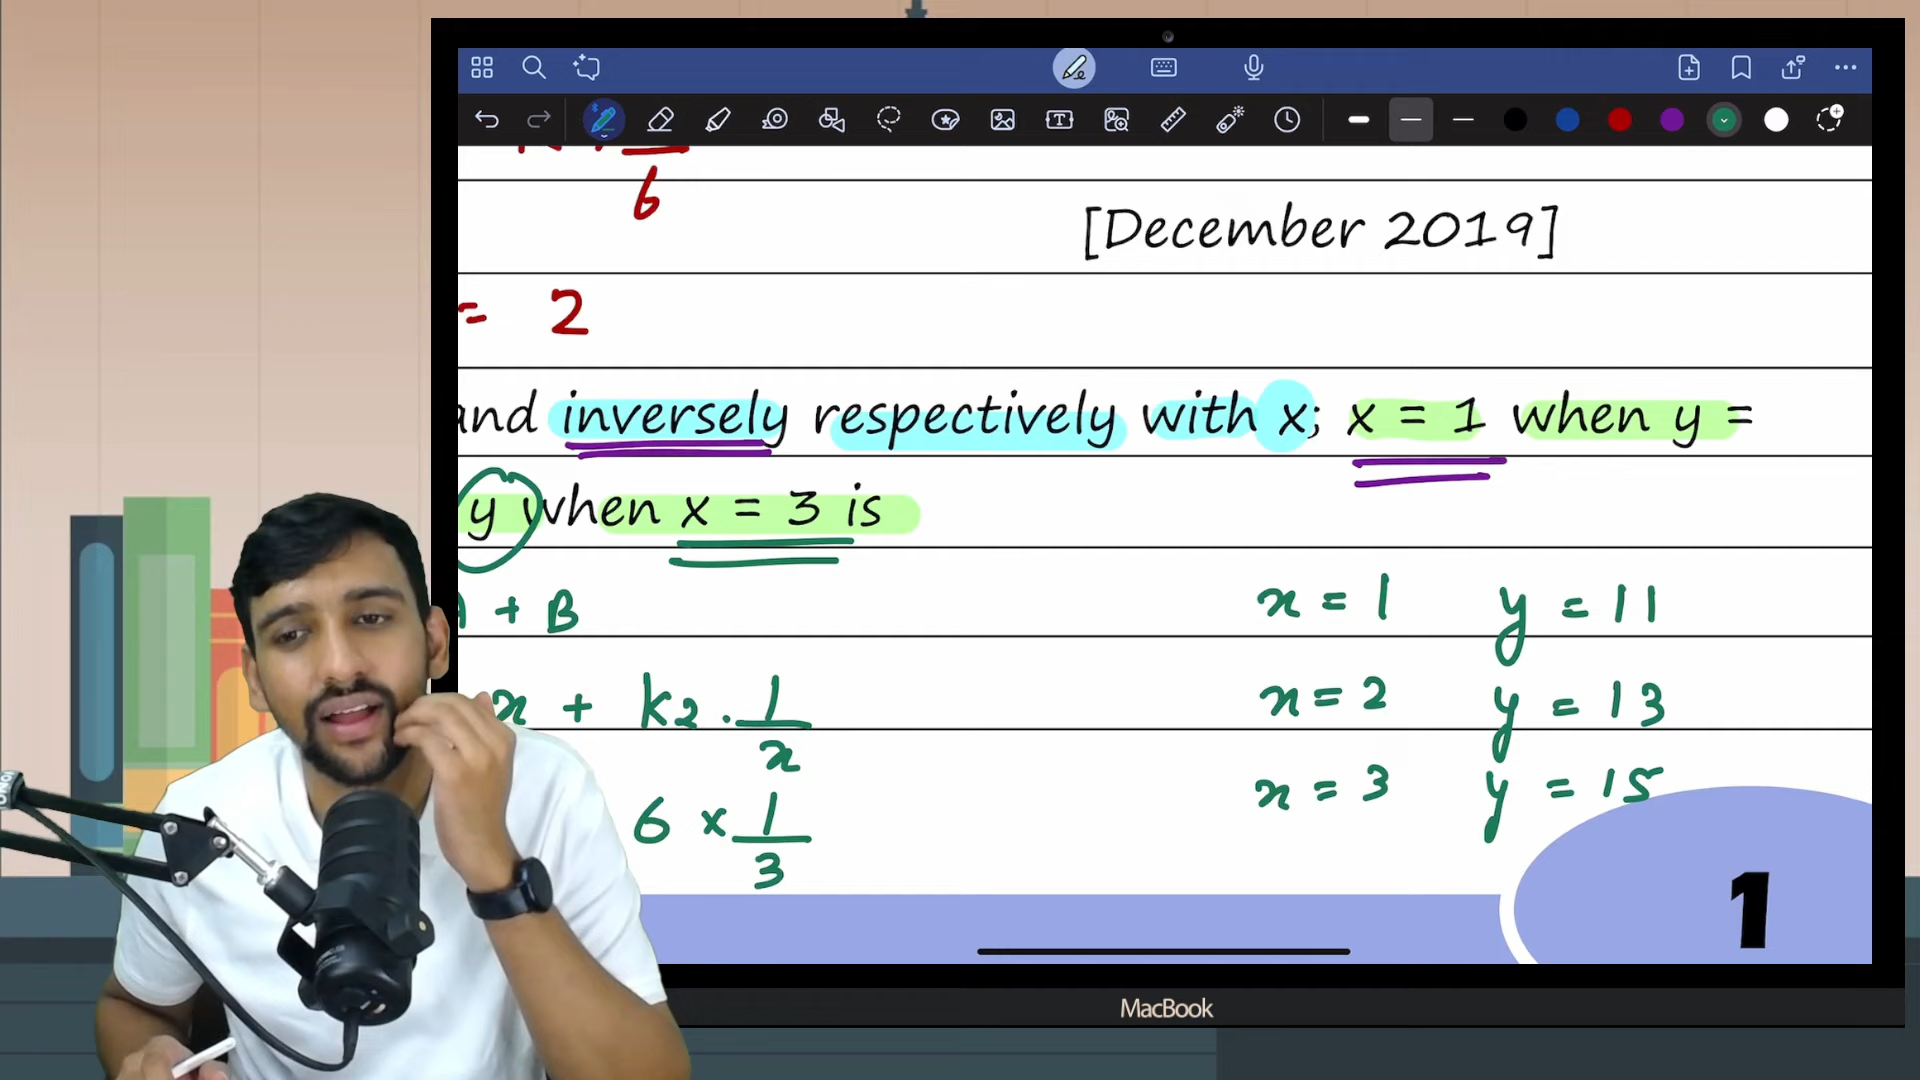 6
[December 2019]
= 2
and inversely respectively with x; x = 1 when y =
y when x = 3 is
A + B
x = 1 y = 11
x + k2 . 1/x
x = 2 y = 13
6 × 1/3
x = 3 y = 15
1
MacBook